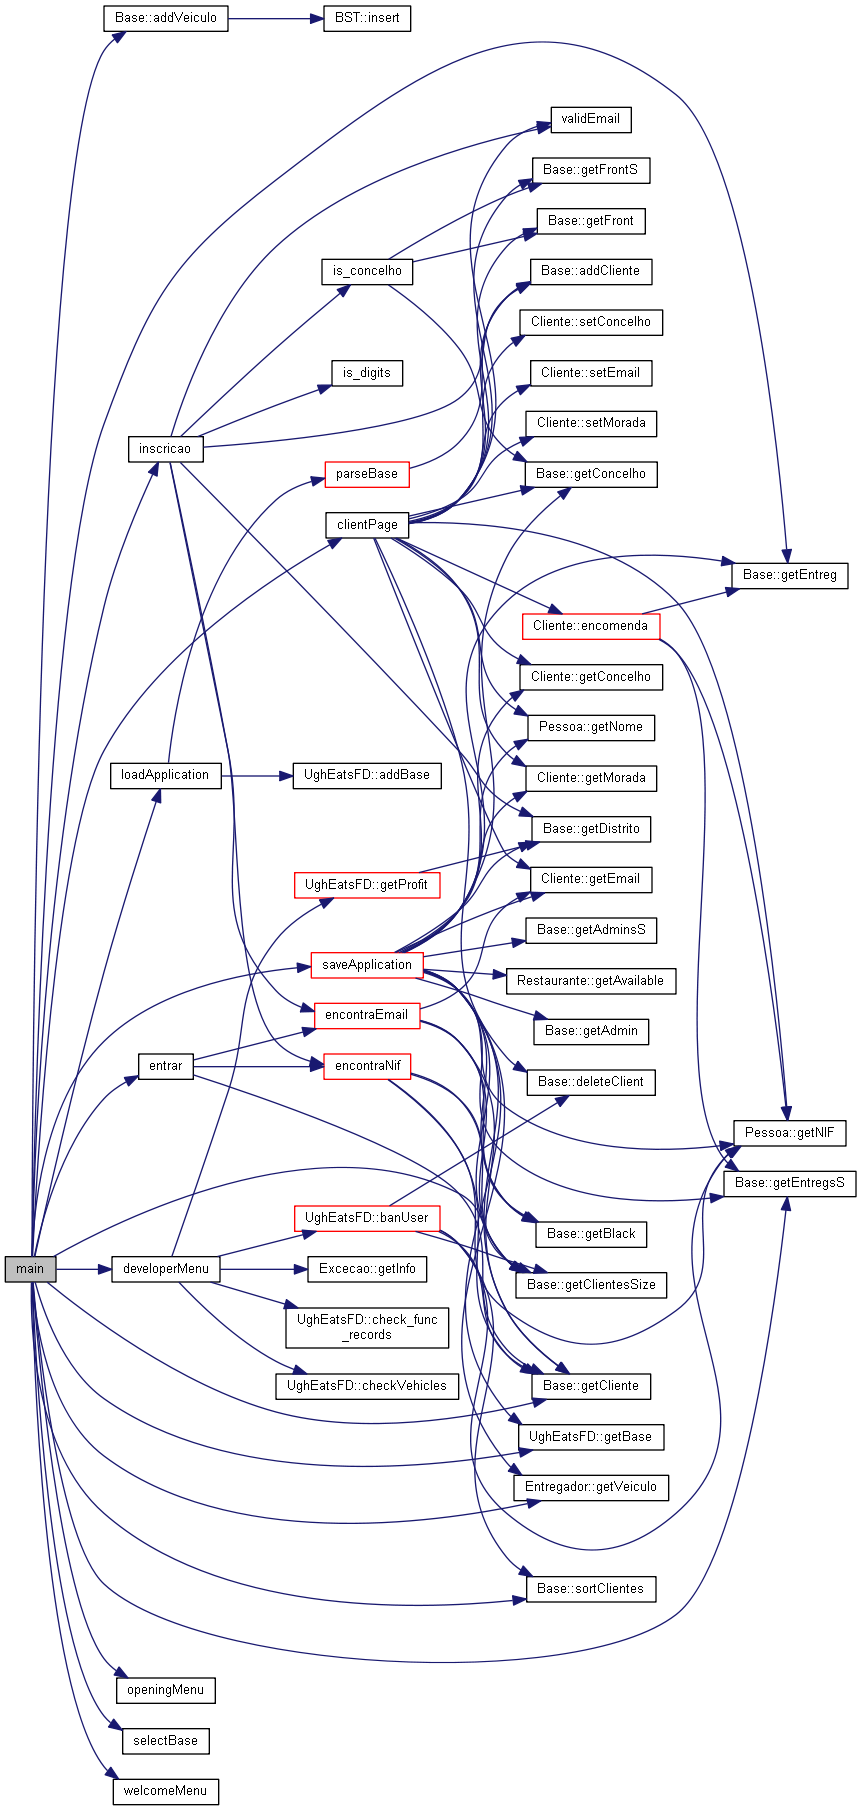 Base::addVeiculo
BST::insert
validEmail
Base::getFrontS
Base::getFront
is_concelho
Base::addCliente
Cliente::setConcelho
is_digits
Cliente::setEmail
Cliente::setMorada
inscricao
parseBase
Base::getConcelho
clientPage
Base::getEntreg
Cliente::encomenda
Cliente::getConcelho
Pessoa::getNome
loadApplication
UghEatsFD::addBase
Cliente::getMorada
Base::getDistrito
UghEatsFD::getProfit
Cliente::getEmail
Base::getAdminsS
saveApplication
Restaurante::getAvailable
encontraEmail
Base::getAdmin
entrar
encontraNif
Base::deleteClient
Pessoa::getNIF
Base::getEntregsS
UghEatsFD::banUser
Base::getBlack
main
developerMenu
Excecao::getInfo
Base::getClientesSize
UghEatsFD::check_func
_records
UghEatsFD::checkVehicles
Base::getCliente
UghEatsFD::getBase
Entregador::getVeiculo
Base::sortClientes
openingMenu
selectBase
welcomeMenu